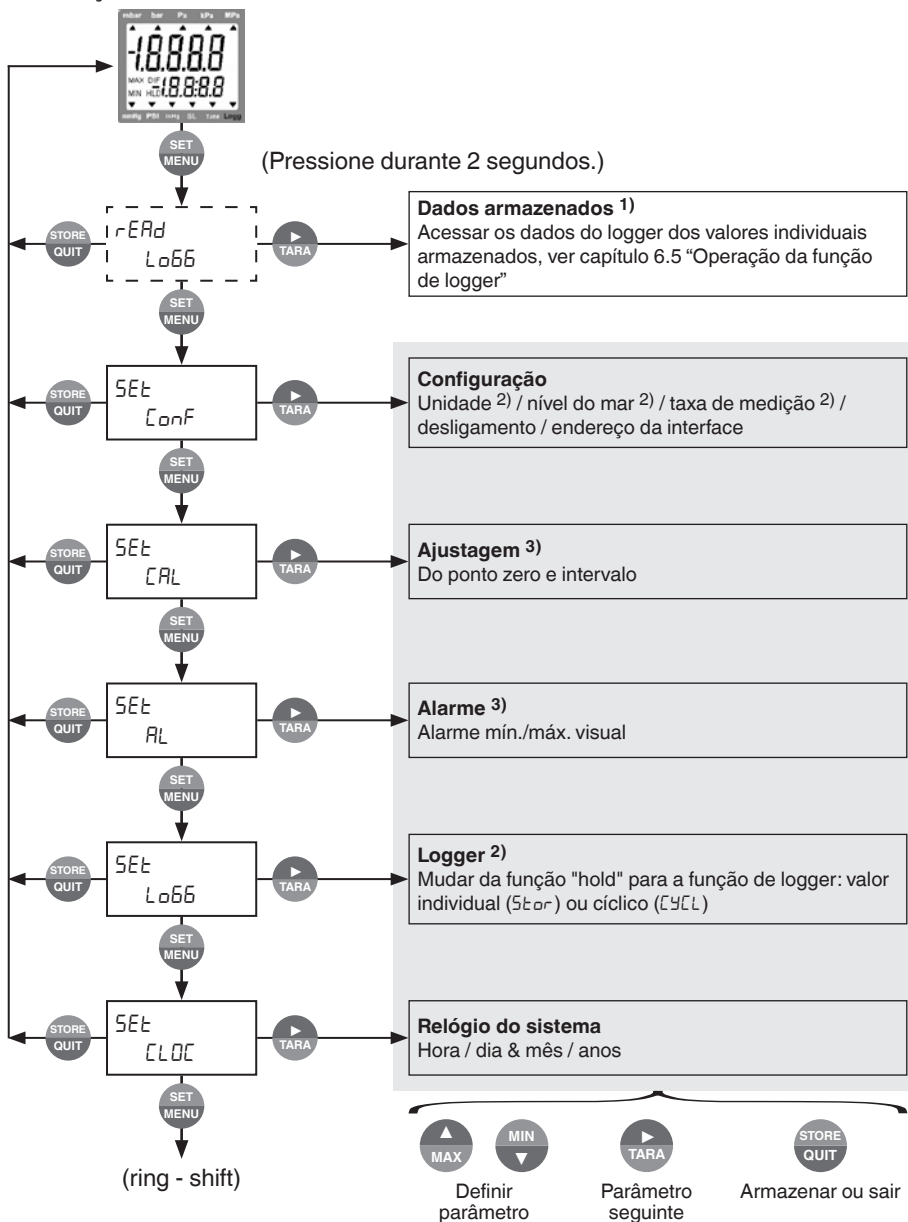 mbar bar Pa kPa MPa
-1.8.8.8.8
MAX DIF
MIN HLD -1.8.8:8.8
mmHg PSI inHg SL Tara Logg
SET
MENU
(Pressione durante 2 segundos.)
STORE
QUIT
rEAd
LoGG
TARA
Dados armazenados 1)
Acessar os dados do logger dos valores individuais
armazenados, ver capítulo 6.5 “Operação da função
de logger”
SET
MENU
STORE
QUIT
SEt
ConF
TARA
Configuração
Unidade 2) / nível do mar 2) / taxa de medição 2) /
desligamento / endereço da interface
SET
MENU
STORE
QUIT
SEt
CAL
TARA
Ajustagem 3)
Do ponto zero e intervalo
SET
MENU
STORE
QUIT
SEt
AL
TARA
Alarme 3)
Alarme mín./máx. visual
SET
MENU
STORE
QUIT
SEt
LoGG
TARA
Logger 2)
Mudar da função "hold" para a função de logger: valor
individual (Stor) ou cíclico (CYCL)
SET
MENU
STORE
QUIT
SEt
CLOC
TARA
Relógio do sistema
Hora / dia & mês / anos
SET
MENU
(ring - shift)
MAX
MIN
Definir
parâmetro
TARA
Parâmetro
seguinte
STORE
QUIT
Armazenar ou sair